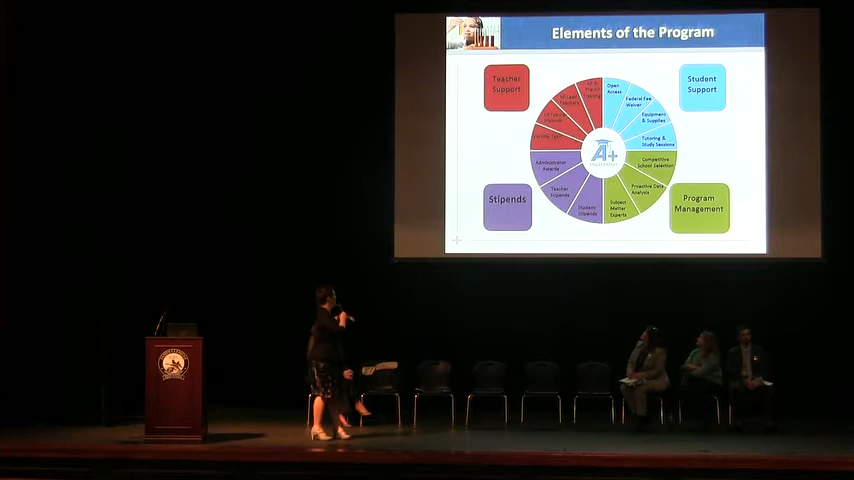 Elements of the Program
Teacher
Support
Student
Support
Open
Access
Federal Fee
Waiver
Equipment
& Supplies
Tutoring &
Study Sessions
Competitive
School Selection
Proactive Data
Analysis
Subject
Matter
Experts
Student
Stipends
Teacher
Stipends
Administrator
Awards
A+
Stipends
Program
Management